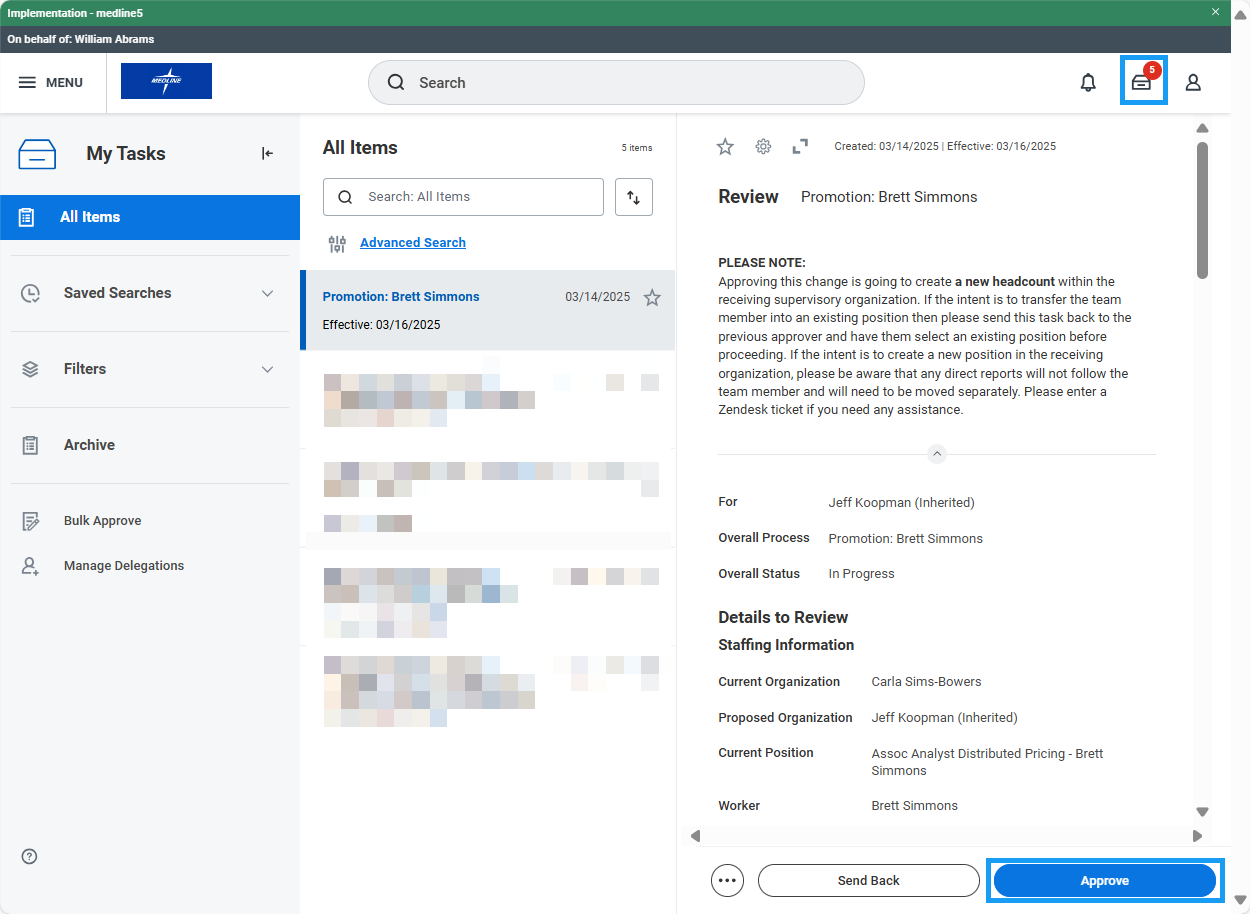 Implementation - medline5
On behalf of: William Abrams
MENU
MEDLINE
Search
5
My Tasks
All Items
Saved Searches
Filters
Archive
Bulk Approve
Manage Delegations
All Items
5 items
Search: All Items
Advanced Search
Promotion: Brett Simmons 03/14/2025
Effective: 03/16/2025
Created: 03/14/2025 | Effective: 03/16/2025
Review Promotion: Brett Simmons
PLEASE NOTE:
Approving this change is going to create a new headcount within the
receiving supervisory organization. If the intent is to transfer the team
member into an existing position then please send this task back to the
previous approver and have them select an existing position before
proceeding. If the intent is to create a new position in the receiving
organization, please be aware that any direct reports will not follow the
team member and will need to be moved separately. Please enter a
Zendesk ticket if you need any assistance.
For Jeff Koopman (Inherited)
Overall Process Promotion: Brett Simmons
Overall Status In Progress
Details to Review
Staffing Information
Current Organization Carla Sims-Bowers
Proposed Organization Jeff Koopman (Inherited)
Current Position Assoc Analyst Distributed Pricing - Brett
Simmons
Worker Brett Simmons
Send Back
Approve